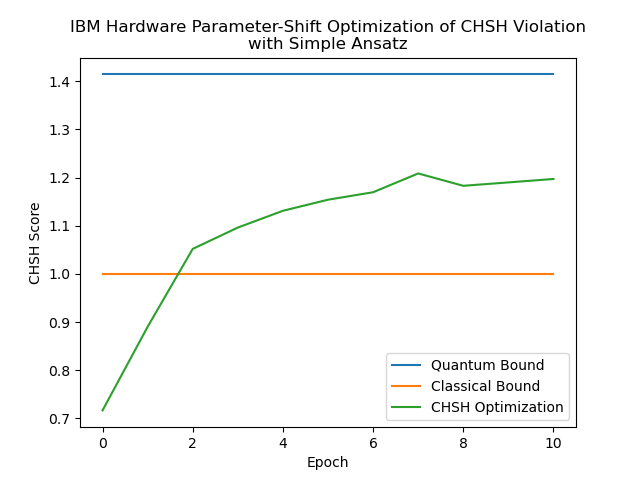 IBM Hardware Parameter-Shift Optimization of CHSH Violation
with Simple Ansatz
1.4
1.3
1.2
1.1
1.0
0.9
0.8
0.7
CHSH Score
Quantum Bound
Classical Bound
CHSH Optimization
0 2 4 6 8 10
Epoch